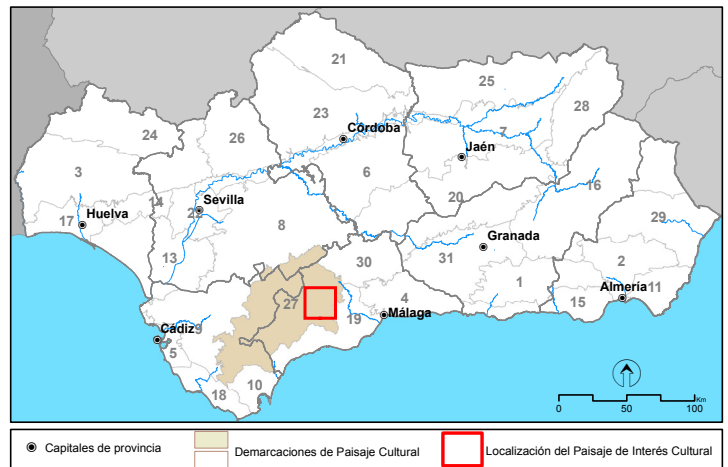 21
25
23
28
24
26
Córdoba
7
3
Jaén
6
16
20
14
Sevilla
22
17
Huelva
8
29
Granada
13
30
31
2
1
Almería
11
27
4
15
19
Málaga
Cádiz
9
5
10
18
0 50 100
Km
Capitales de provincia
Demarcaciones de Paisaje Cultural
Localización del Paisaje de Interés Cultural